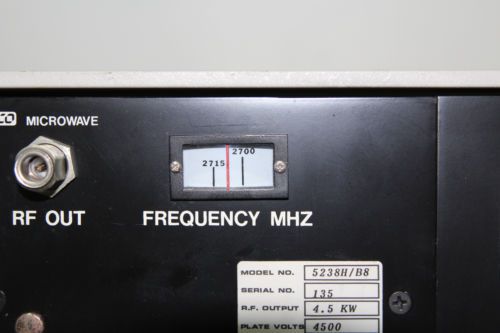 CO MICROWAVE
2715 2700
RF OUT FREQUENCY MHZ
MODEL NO. 5238H/B8
SERIAL NO. 135
R.F. OUTPUT 4.5 KW
PLATE VOLTS 4500